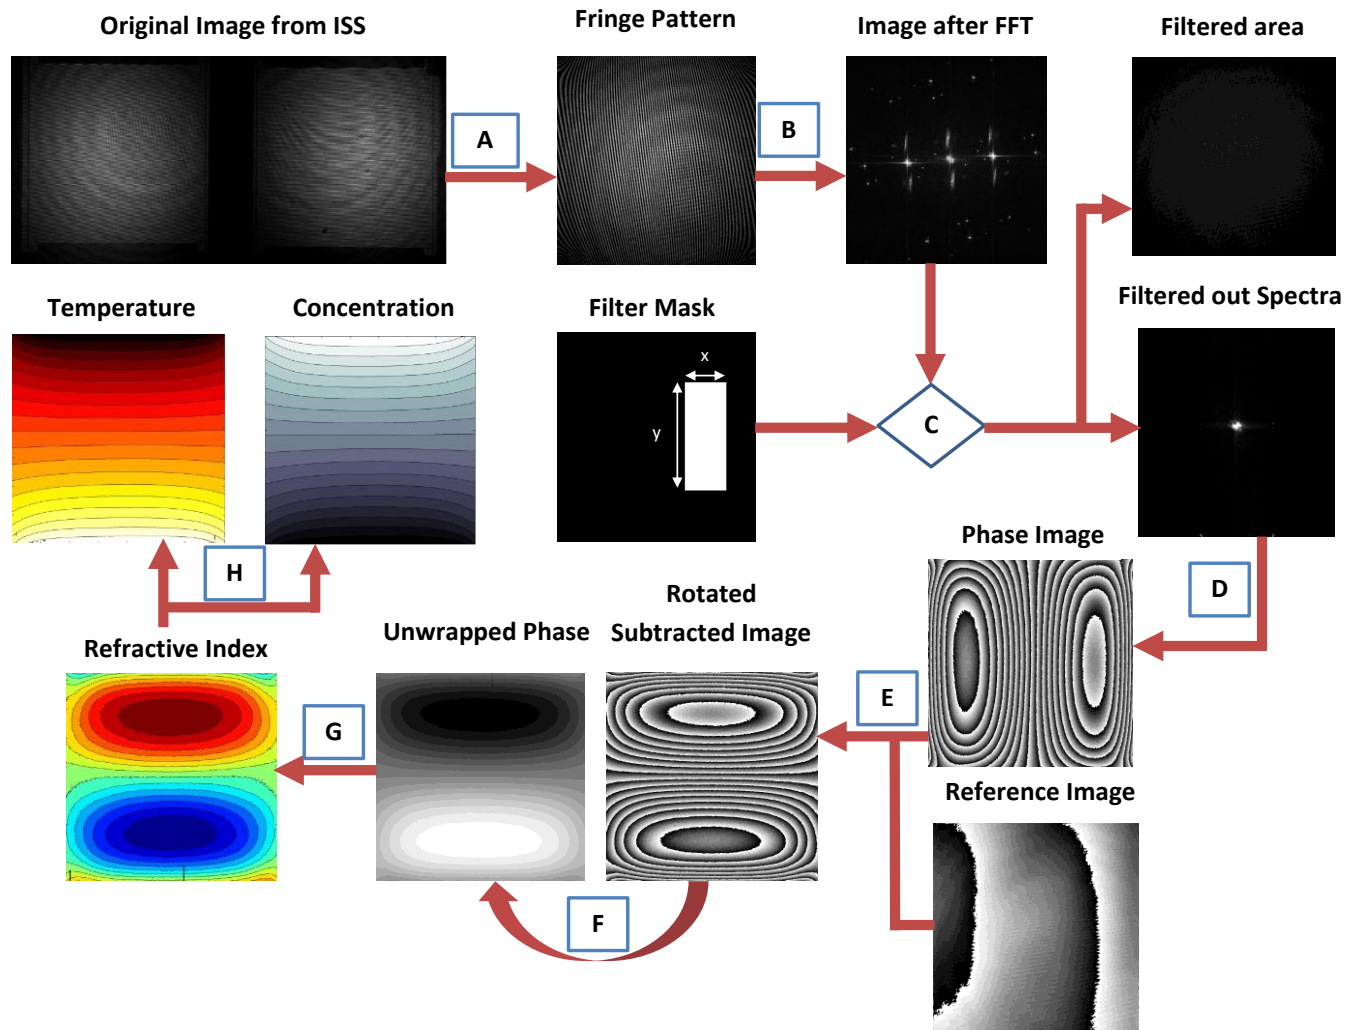 Original Image from ISS
Fringe Pattern
Image after FFT
Filtered area
A
B
Temperature
Concentration
Filter Mask
Filtered out Spectra
x
y
C
H
Phase Image
D
Rotated
Subtracted Image
Unwrapped Phase
Refractive Index
E
G
Reference Image
F